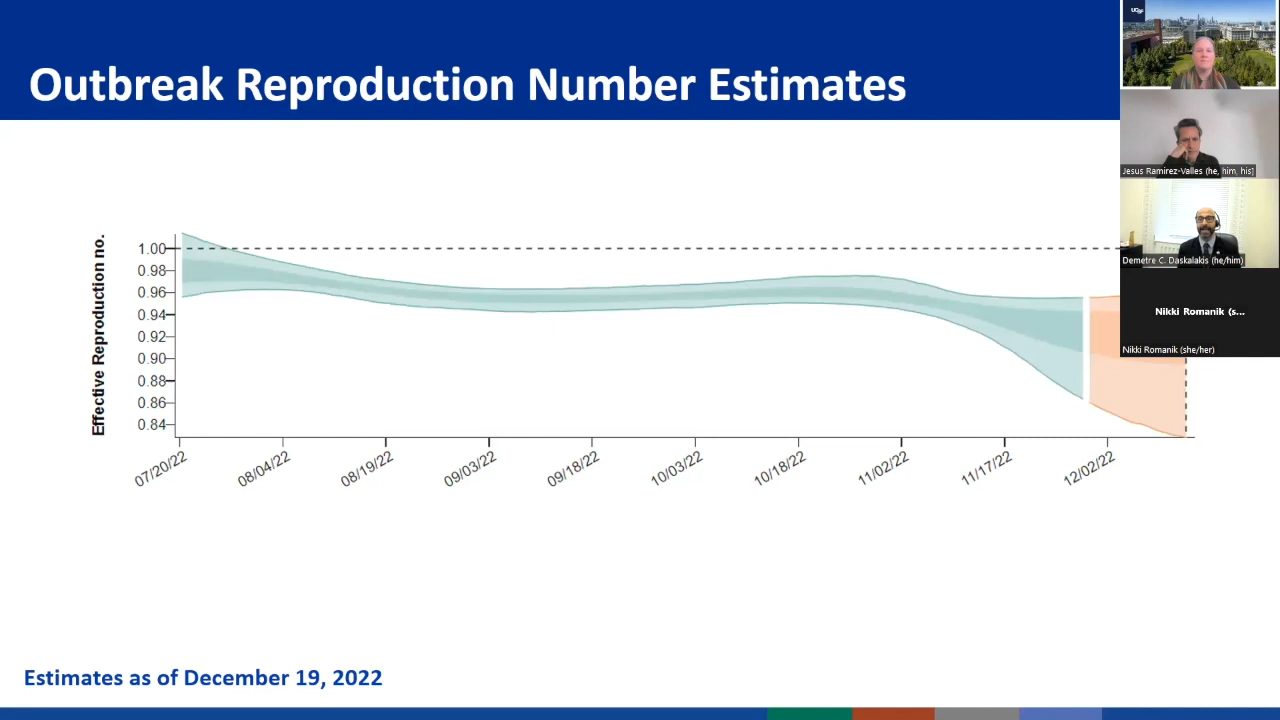 Outbreak Reproduction Number Estimates
UCSF
Jesus Ramirez-Valles (he, him, his]
Demetre C. Daskalakis (he/him)
Nikki Romanik (s...
Nikki Romanik (she/her)
Effective Reproduction no.
1.00
0.98
0.96
0.94
0.92
0.90
0.88
0.86
0.84
07/20/22
08/04/22
08/19/22
09/03/22
09/18/22
10/03/22
10/18/22
11/02/22
11/17/22
12/02/22
Estimates as of December 19, 2022